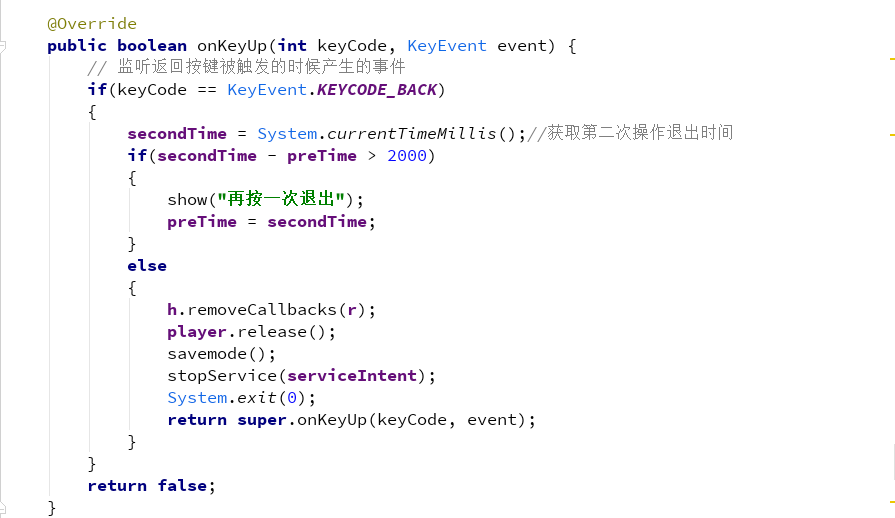 @Override
public boolean onKeyUp(int keyCode, KeyEvent event) {
// 监听返回按键被触发的时候产生的事件
if(keyCode == KeyEvent.KEYCODE_BACK)
{
secondTime = System.currentTimeMillis();//获取第二次操作退出时间
if(secondTime - preTime > 2000)
{
show("再按一次退出");
preTime = secondTime;
}
else
{
h.removeCallbacks(r);
player.release();
savemode();
stopService(serviceIntent);
System.exit(0);
return super.onKeyUp(keyCode, event);
}
}
return false;
}